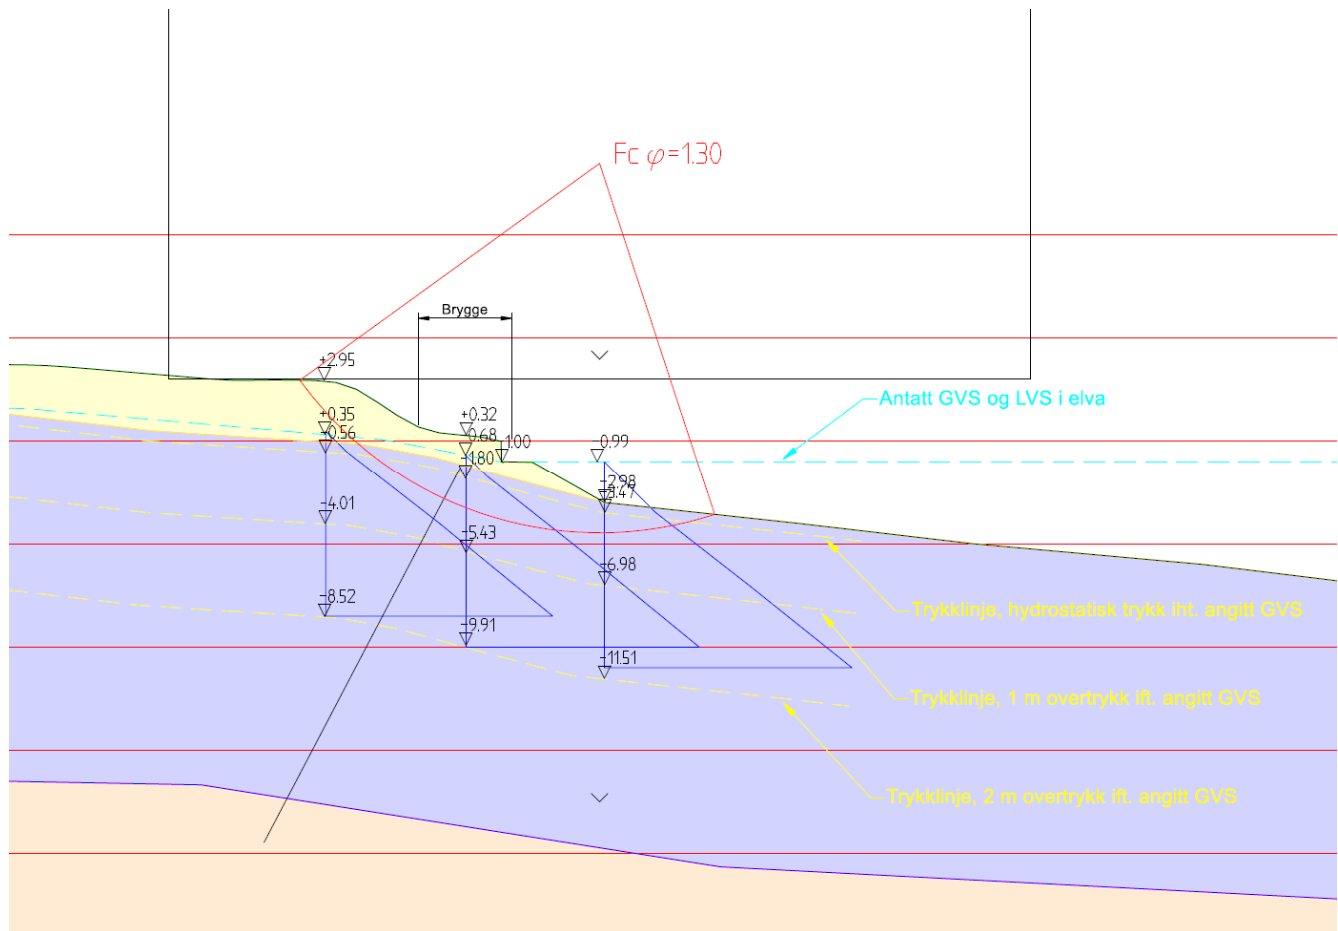 Fc φ=1.30
Brygge
+2.95
Antatt GVS og LVS i elva
+0.35
+0.32
-0.56
-0.68
-1.00
-0.99
-1.80
-2.98
-3.47
-4.01
-5.43
-6.98
-8.52
Trykklinje, hydrostatisk trykk iht. angitt GVS
-9.91
-11.51
Trykklinje, 1 m overtrykk ift. angitt GVS
Trykklinje, 2 m overtrykk ift. angitt GVS